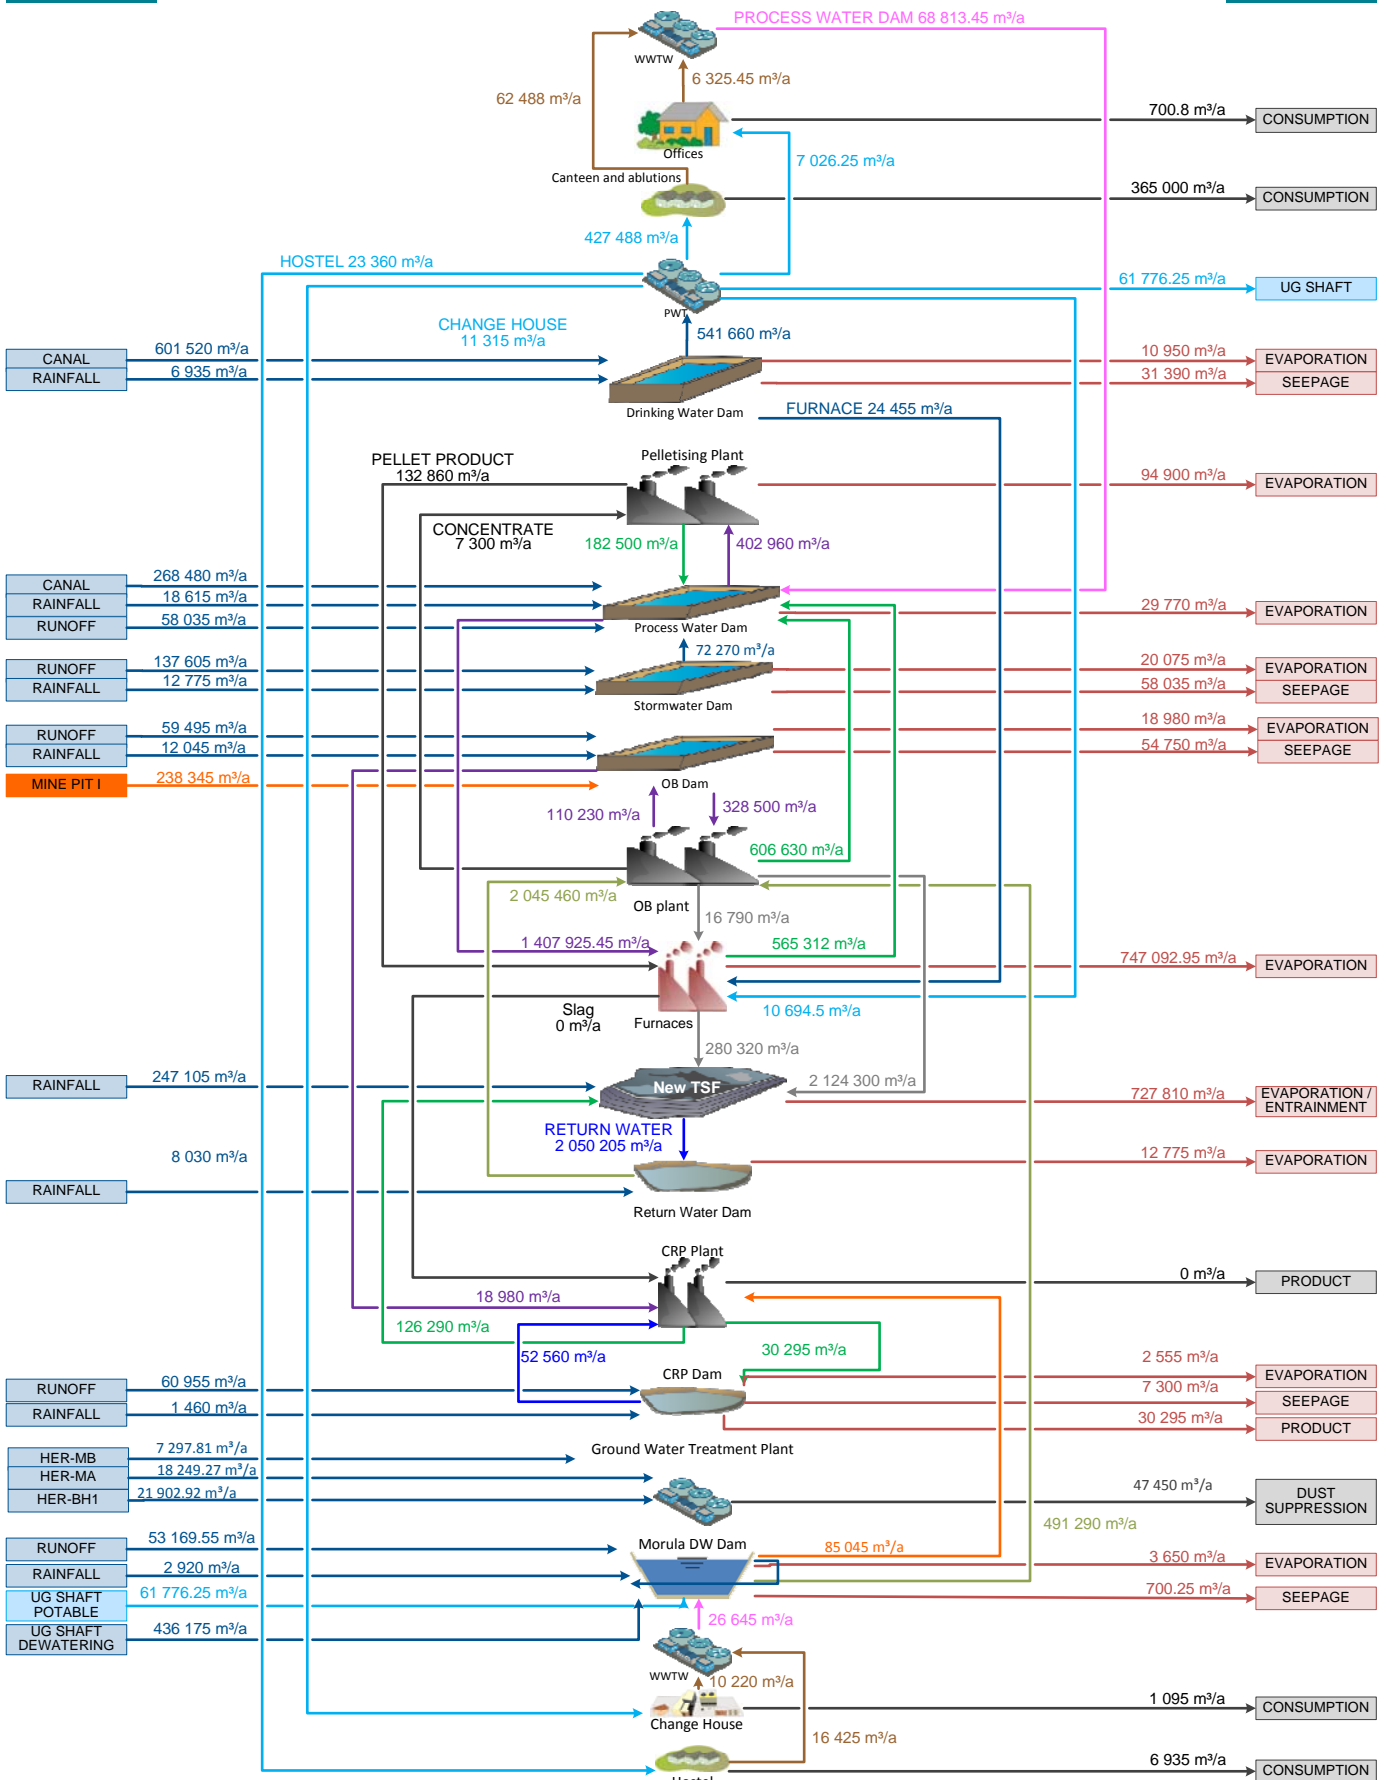 PROCESS WATER DAM 68 813.45 m³/a
WWTW
6 325.45 m³/a
62 488 m³/a
700.8 m³/a
CONSUMPTION
Offices
7 026.25 m³/a
Canteen and ablutions
365 000 m³/a
CONSUMPTION
427 488 m³/a
HOSTEL 23 360 m³/a
61 776.25 m³/a
UG SHAFT
PWT
CHANGE HOUSE
11 315 m³/a
541 660 m³/a
CANAL
601 520 m³/a
10 950 m³/a
EVAPORATION
RAINFALL
6 935 m³/a
31 390 m³/a
SEEPAGE
Drinking Water Dam
FURNACE 24 455 m³/a
Pelletising Plant
PELLET PRODUCT
132 860 m³/a
94 900 m³/a
EVAPORATION
CONCENTRATE
7 300 m³/a
182 500 m³/a
402 960 m³/a
CANAL
268 480 m³/a
RAINFALL
18 615 m³/a
29 770 m³/a
EVAPORATION
RUNOFF
58 035 m³/a
Process Water Dam
72 270 m³/a
RUNOFF
137 605 m³/a
20 075 m³/a
EVAPORATION
RAINFALL
12 775 m³/a
58 035 m³/a
SEEPAGE
Stormwater Dam
RUNOFF
59 495 m³/a
18 980 m³/a
EVAPORATION
RAINFALL
12 045 m³/a
54 750 m³/a
SEEPAGE
MINE PIT I
238 345 m³/a
OB Dam
110 230 m³/a
328 500 m³/a
606 630 m³/a
2 045 460 m³/a
OB plant
16 790 m³/a
1 407 925.45 m³/a
565 312 m³/a
747 092.95 m³/a
EVAPORATION
Slag
0 m³/a
Furnaces
10 694.5 m³/a
280 320 m³/a
RAINFALL
247 105 m³/a
New TSF
2 124 300 m³/a
727 810 m³/a
EVAPORATION /
ENTRAINMENT
RETURN WATER
2 050 205 m³/a
8 030 m³/a
12 775 m³/a
EVAPORATION
RAINFALL
Return Water Dam
CRP Plant
0 m³/a
PRODUCT
18 980 m³/a
126 290 m³/a
52 560 m³/a
30 295 m³/a
2 555 m³/a
EVAPORATION
CRP Dam
RUNOFF
60 955 m³/a
7 300 m³/a
SEEPAGE
RAINFALL
1 460 m³/a
30 295 m³/a
PRODUCT
Ground Water Treatment Plant
HER-MB
7 297.81 m³/a
HER-MA
18 249.27 m³/a
HER-BH1
21 902.92 m³/a
47 450 m³/a
DUST
SUPPRESSION
491 290 m³/a
RUNOFF
53 169.55 m³/a
Morula DW Dam
85 045 m³/a
3 650 m³/a
EVAPORATION
RAINFALL
2 920 m³/a
UG SHAFT
POTABLE
61 776.25 m³/a
700.25 m³/a
SEEPAGE
UG SHAFT
DEWATERING
436 175 m³/a
26 645 m³/a
WWTW
10 220 m³/a
1 095 m³/a
CONSUMPTION
Change House
16 425 m³/a
6 935 m³/a
CONSUMPTION
Hostel